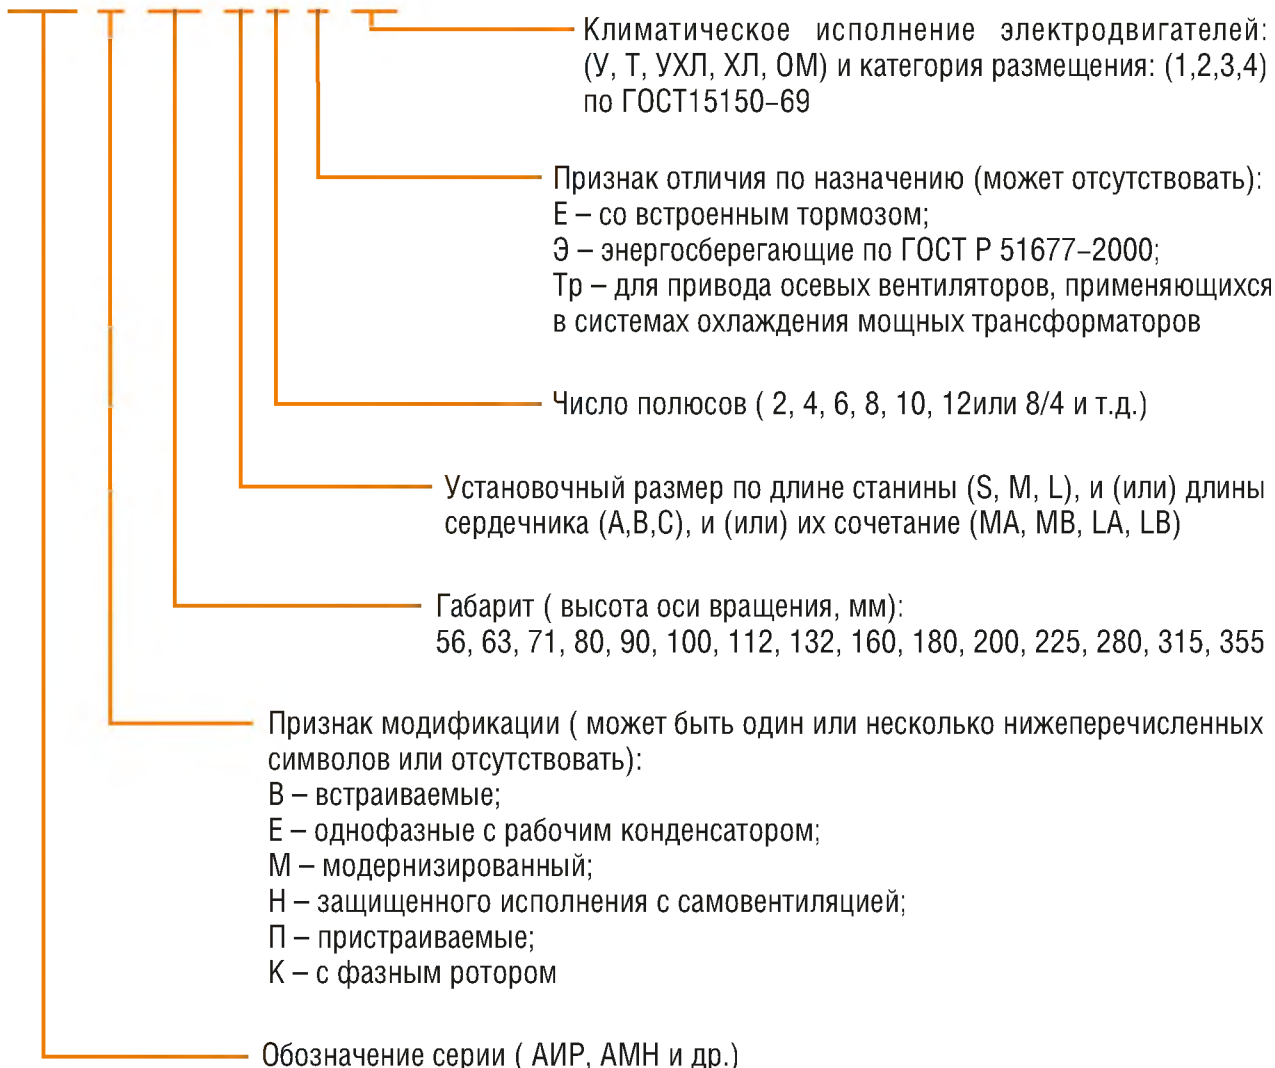 Климатическое исполнение электродвигателей:
(У, Т, УХЛ, ХЛ, ОМ) и категория размещения: (1,2,3,4)
по ГОСТ15150–69
Признак отличия по назначению (может отсутствовать):
Е – со встроенным тормозом;
Э – энергосберегающие по ГОСТ Р 51677–2000;
Тр – для привода осевых вентиляторов, применяющихся
в системах охлаждения мощных трансформаторов
Число полюсов ( 2, 4, 6, 8, 10, 12или 8/4 и т.д.)
Установочный размер по длине станины (S, M, L), и (или) длины
сердечника (А,В,С), и (или) их сочетание (МА, МВ, LA, LB)
Габарит ( высота оси вращения, мм):
56, 63, 71, 80, 90, 100, 112, 132, 160, 180, 200, 225, 280, 315, 355
Признак модификации ( может быть один или несколько нижеперечисленных
символов или отсутствовать):
В – встраиваемые;
Е – однофазные с рабочим конденсатором;
М – модернизированный;
Н – защищенного исполнения с самовентиляцией;
П – пристраиваемые;
К – с фазным ротором
Обозначение серии ( АИР, АМН и др.)